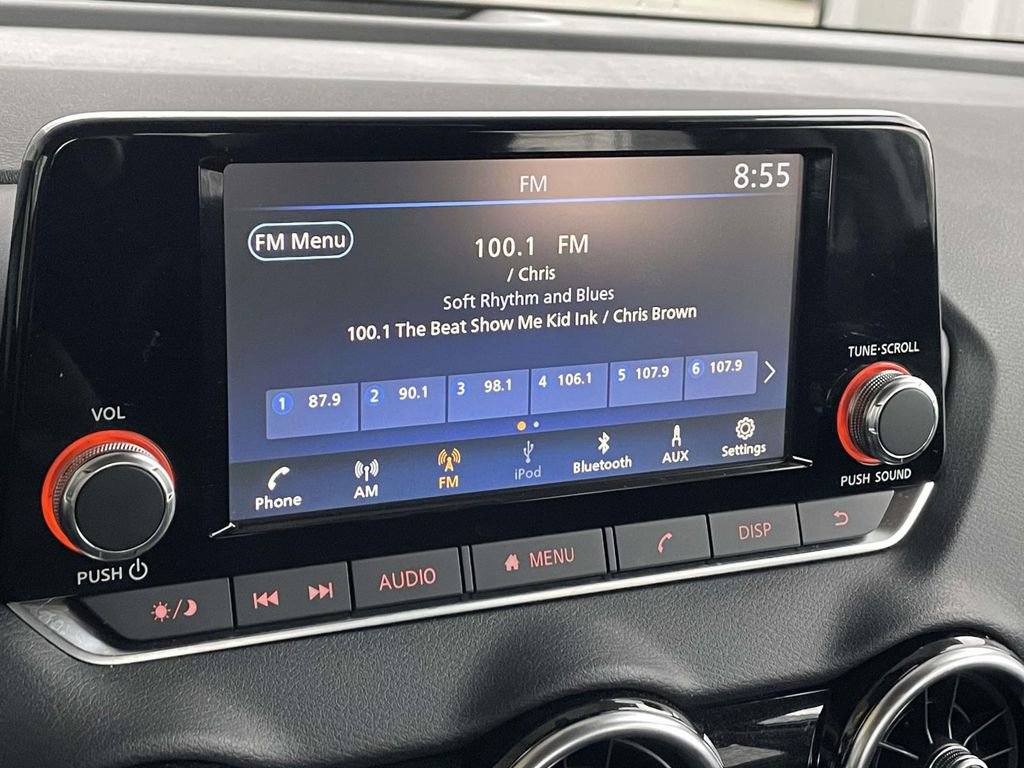 FM 8:55
FM Menu
100.1 FM
/ Chris
Soft Rhythm and Blues
100.1 The Beat Show Me Kid Ink / Chris Brown
1 87.9 2 90.1 3 98.1 4 106.1 5 107.9 6 107.9
Phone AM FM iPod Bluetooth AUX Settings
VOL
PUSH
TUNE·SCROLL
PUSH SOUND
AUDIO MENU DISP